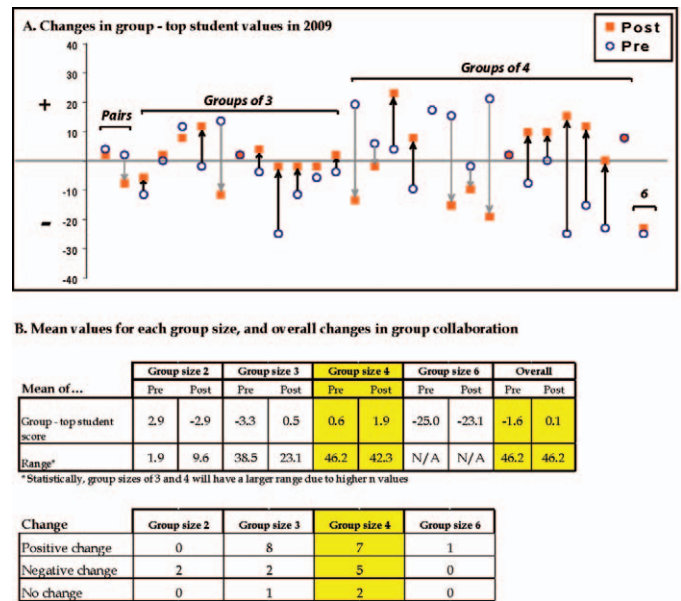 A. Changes in group - top student values in 2009
Post
Pre
40
30
20
10
-10
-20
-30
-40
+
-
Pairs
Groups of 3
Groups of 4
6
B. Mean values for each group size, and overall changes in group collaboration
Group size 2 Group size 3 Group size 4 Group size 6 Overall
Mean of... Pre Post Pre Post Pre Post Pre Post Pre Post
Group - top student score 2.9 -2.9 -3.3 0.5 0.6 1.9 -25.0 -23.1 -1.6 0.1
Range* 1.9 9.6 38.5 23.1 46.2 42.3 N/A N/A 46.2 46.2
*Statistically, group sizes of 3 and 4 will have a larger range due to higher n values
Change Group size 2 Group size 3 Group size 4 Group size 6
Positive change 0 8 7 1
Negative change 2 2 5 0
No change 0 1 2 0